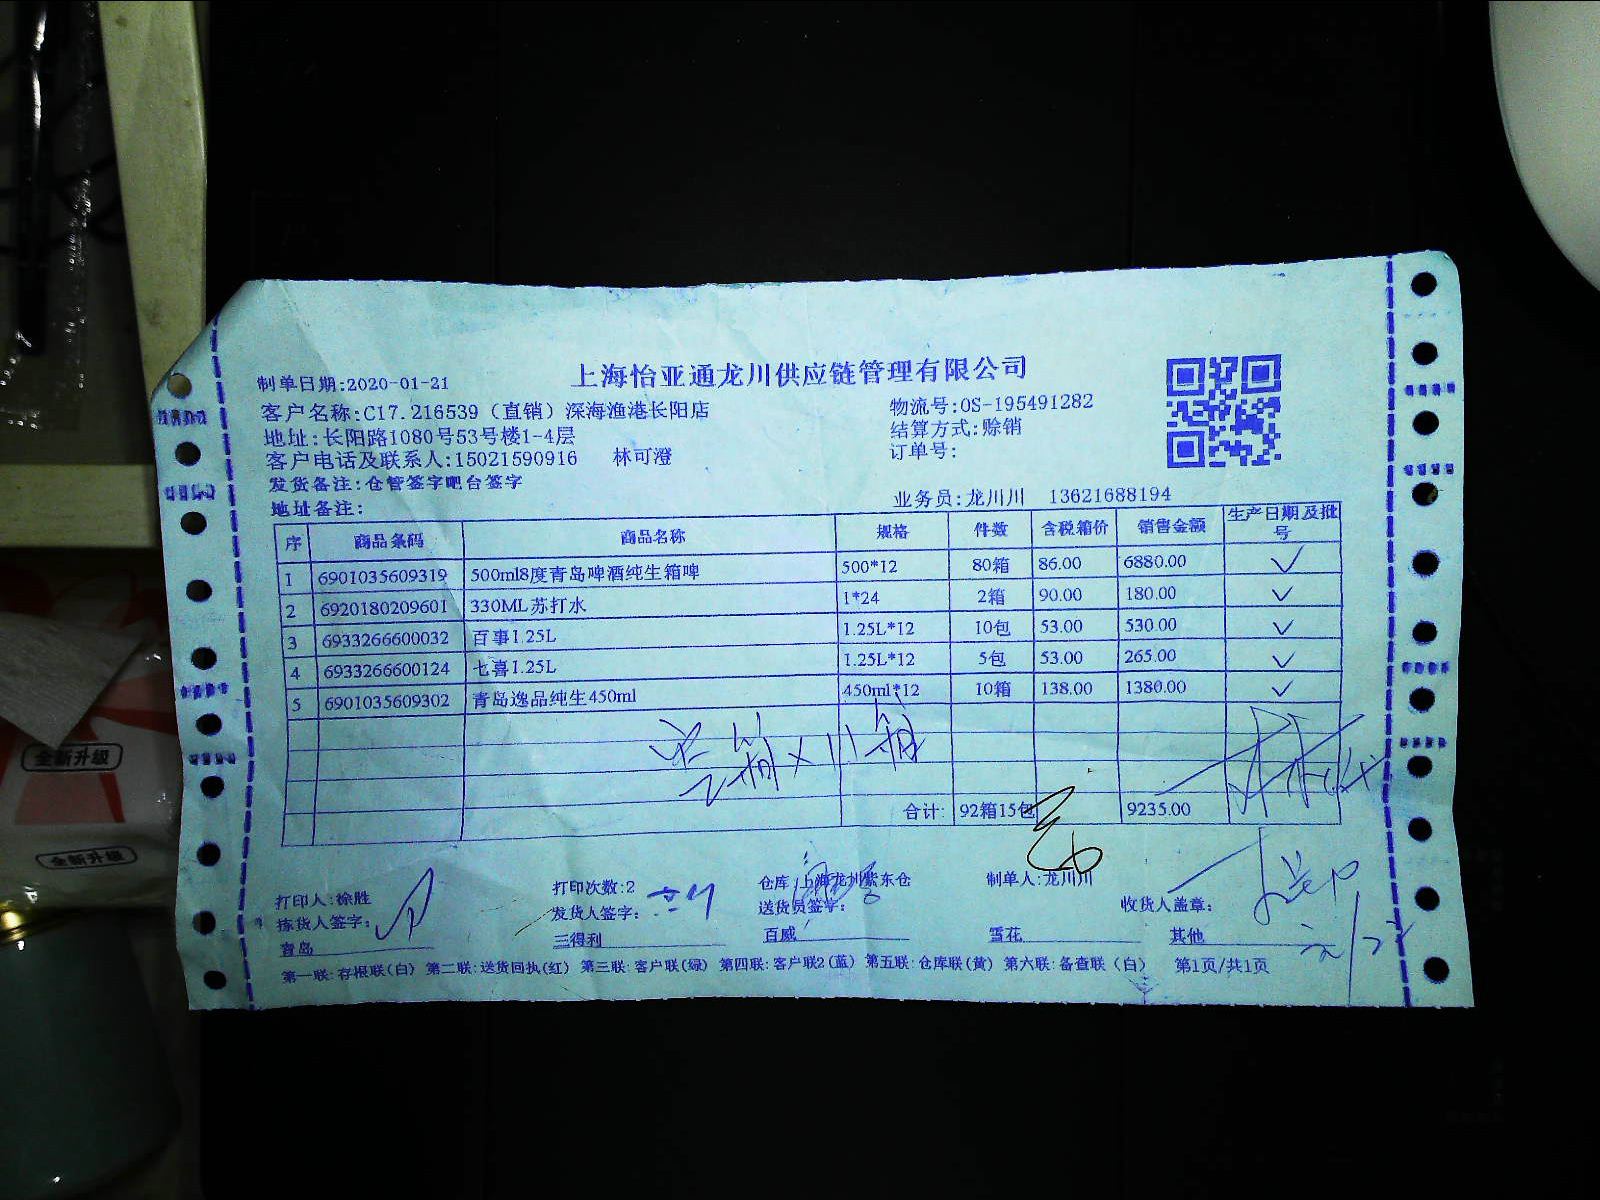 上海怡亚通龙川供应链管理有限公司
制单日期:2020-01-21
客户名称:C17.216539（直销）深海渔港长阳店 物流号:OS-195491282
地址:长阳路1080号53号楼1-4层 结算方式:赊销
客户电话及联系人:15021590916 林可澄 订单号:
发货备注:仓管签字吧台签字
地址备注: 业务员:龙川川 13621688194
序 商品条码 商品名称 规格 件数 含税箱价 销售金额 生产日期及批号
1 6901035609319 500ml8度青岛啤酒纯生箱啤 500*12 80箱 86.00 6880.00 ✓
2 6920180209601 330ML苏打水 1*24 2箱 90.00 180.00 ✓
3 6933266600032 百事1.25L 1.25L*12 10包 53.00 530.00 ✓
4 6933266600124 七喜1.25L 1.25L*12 5包 53.00 265.00 ✓
5 6901035609302 青岛逸品纯生450ml 450ml*12 10箱 138.00 1380.00 ✓
合计: 92箱15包 9235.00
打印人:徐胜 打印次数:2 仓库:上海龙川紫东仓 制单人:龙川川
拣货人签字: 发货人签字: 送货员签字: 收货人盖章:
青岛 三得利 百威 雪花 其他
第一联:存根联(白) 第二联:送货回执(红) 第三联:客户联(绿) 第四联:客户联2(蓝) 第五联:仓库联(黄) 第六联:备查联（白） 第1页/共1页
全新升级
全新升级